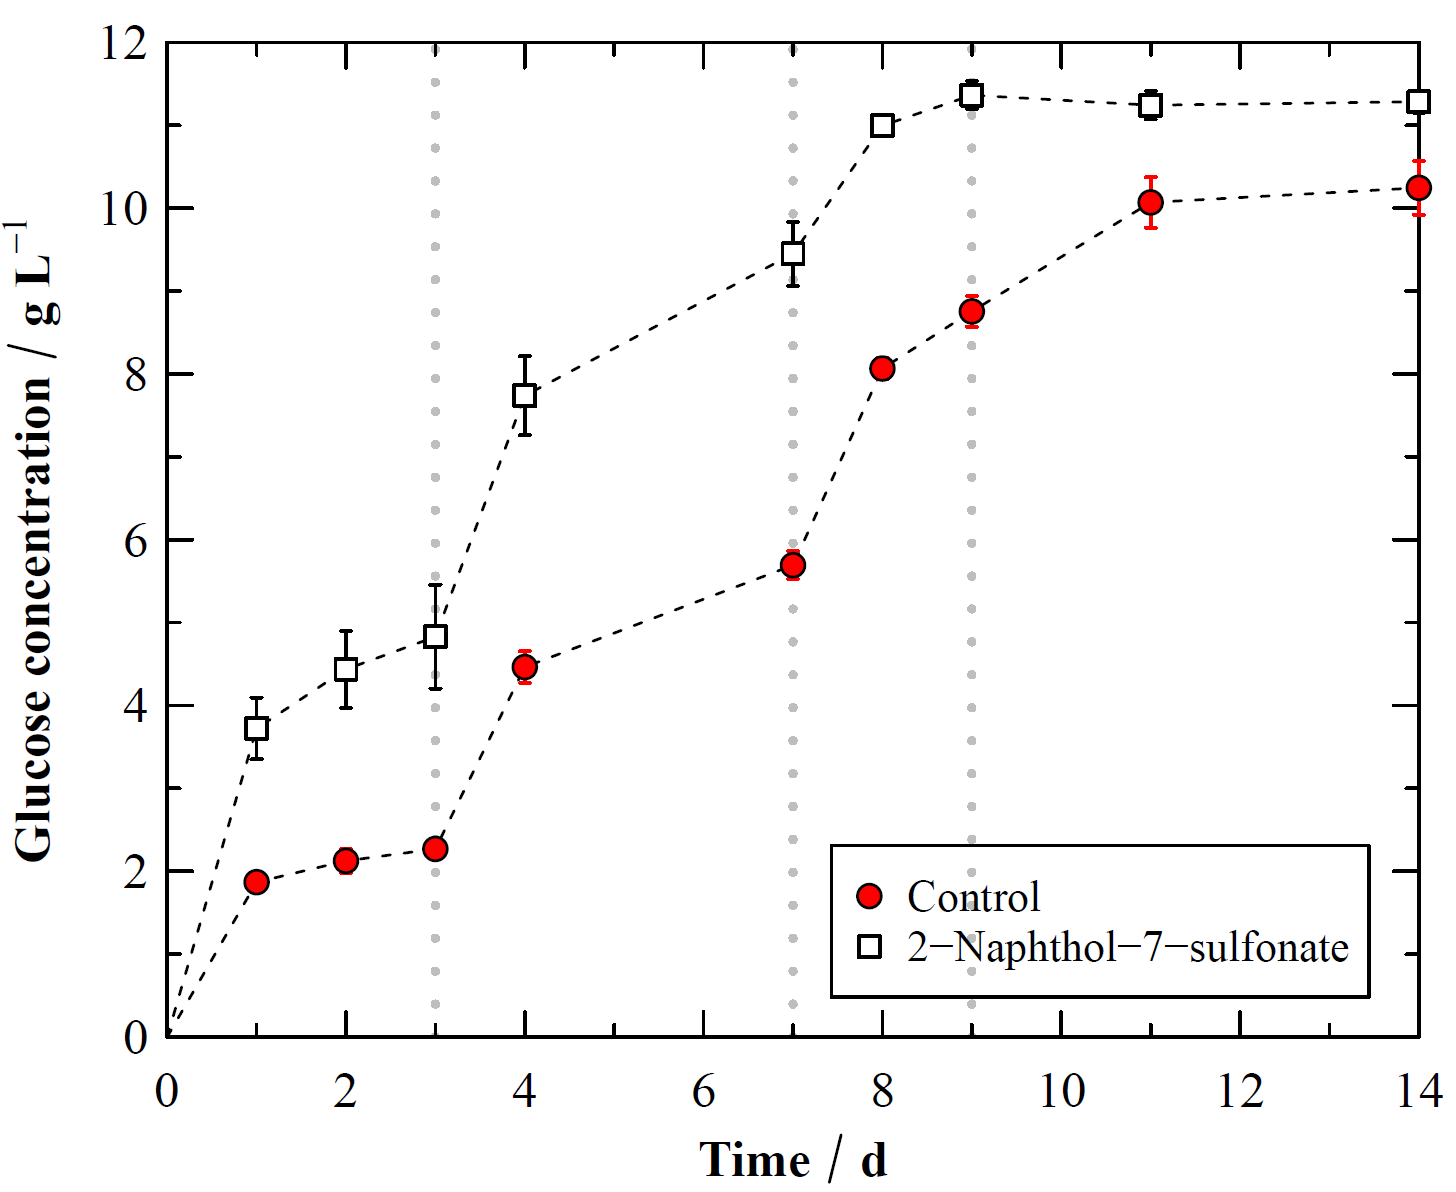 Glucose concentration / g L⁻¹
12
10
8
6
4
2
0
Control
2−Naphthol−7−sulfonate
0 2 4 6 8 10 12 14
Time / d